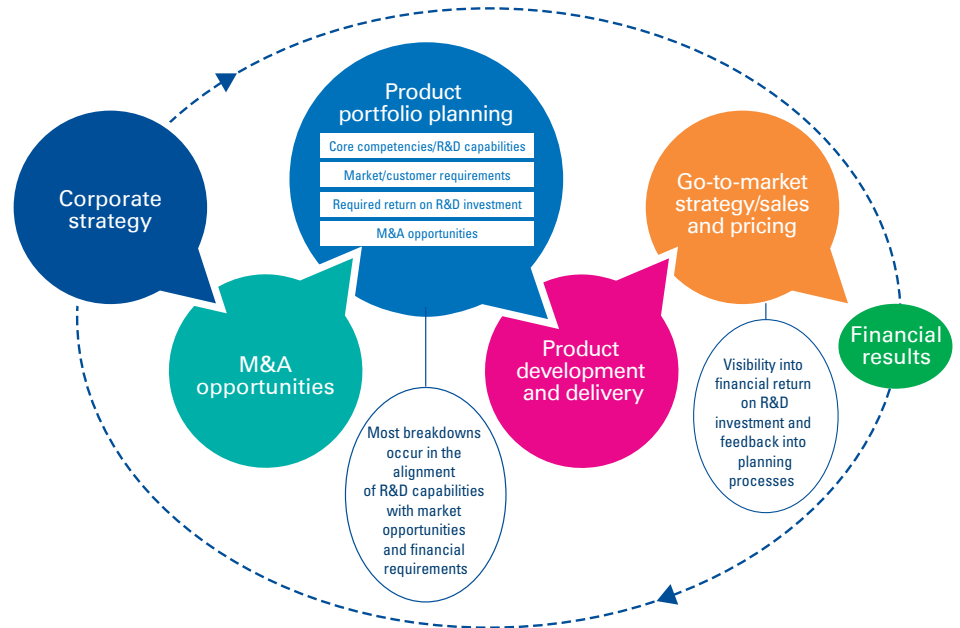 Corporate
strategy
M&A
opportunities
Product
portfolio planning
Core competencies/R&D capabilities
Market/customer requirements
Required return on R&D investment
M&A opportunities
Most breakdowns
occur in the
alignment
of R&D capabilities
with market
opportunities
and financial
requirements
Product
development
and delivery
Go-to-market
strategy/sales
and pricing
Visibility into
financial return
on R&D
investment and
feedback into
planning
processes
Financial
results